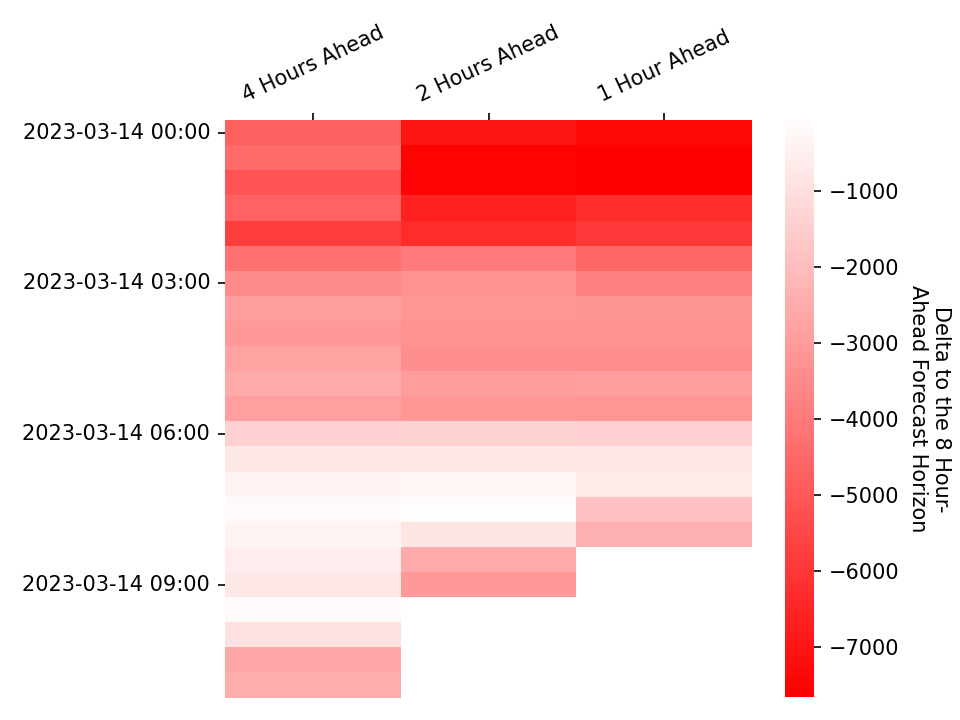 4 Hours Ahead
2 Hours Ahead
1 Hour Ahead
2023-03-14 00:00
2023-03-14 03:00
2023-03-14 06:00
2023-03-14 09:00
−1000
−2000
−3000
−4000
−5000
−6000
−7000
Delta to the 8 Hour-
Ahead Forecast Horizon